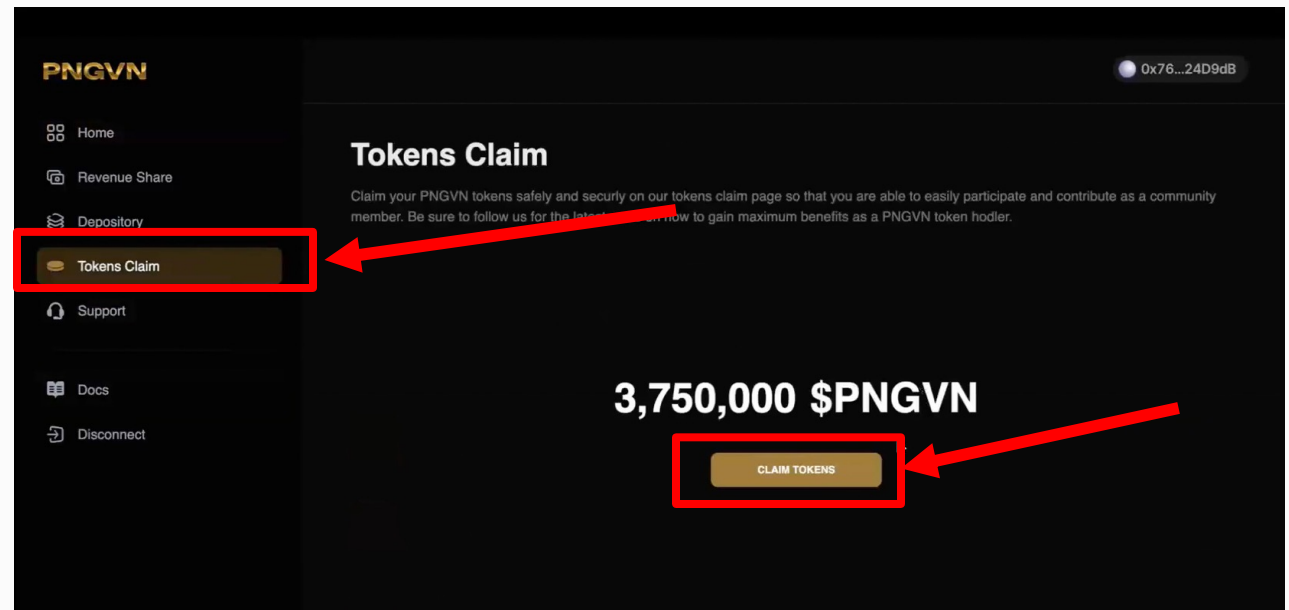 PNGVN
0x76...24D9dB
Home
Revenue Share
Depository
Tokens Claim
Support
Docs
Disconnect
Tokens Claim
Claim your PNGVN tokens safely and securly on our tokens claim page so that you are able to easily participate and contribute as a community
member. Be sure to follow us for the latest on how to gain maximum benefits as a PNGVN token hodler.
3,750,000 $PNGVN
CLAIM TOKENS